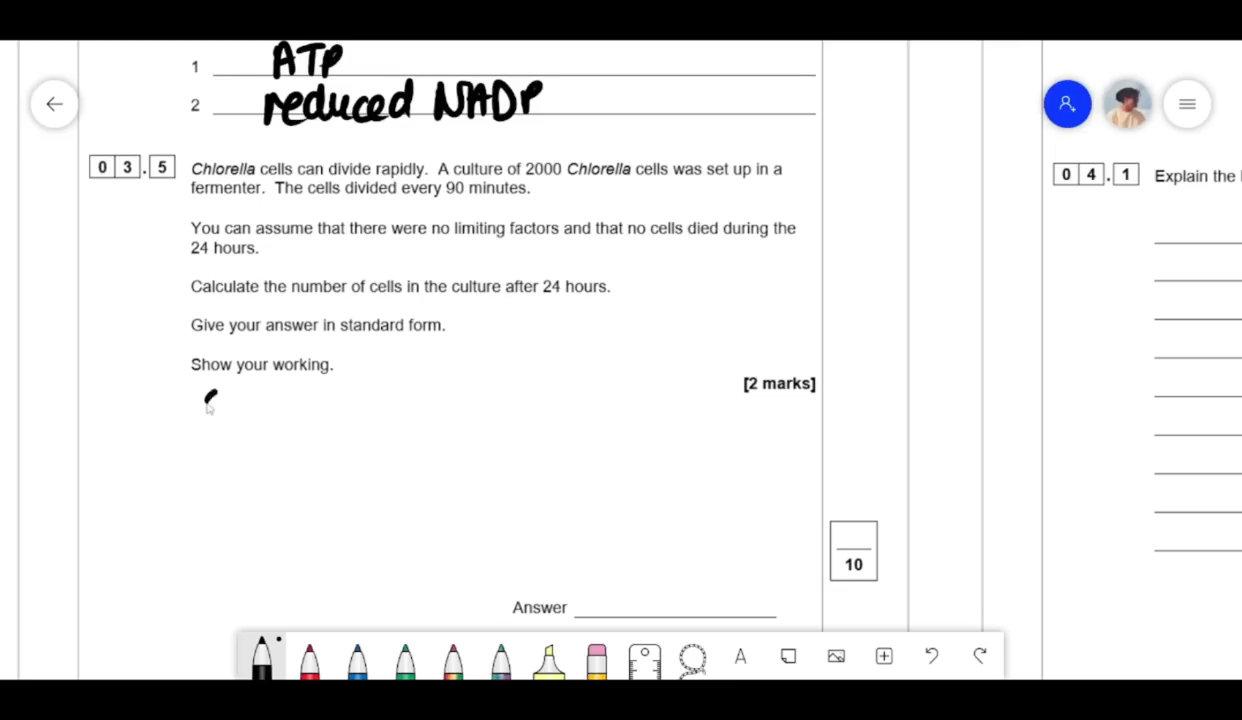 1 ATP
2 reduced NADP
0 3 . 5 Chlorella cells can divide rapidly. A culture of 2000 Chlorella cells was set up in a
fermenter. The cells divided every 90 minutes.
You can assume that there were no limiting factors and that no cells died during the
24 hours.
Calculate the number of cells in the culture after 24 hours.
Give your answer in standard form.
Show your working.
[2 marks]
10
Answer
0 4 . 1 Explain the
A